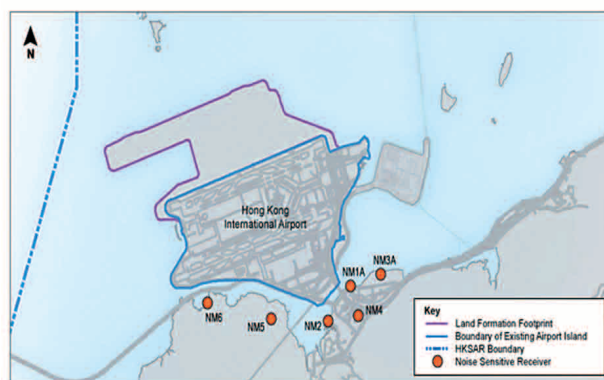 N
Hong Kong
International Airport
NM3A
NM1A
NM6
NM5
NM2
NM4
Key
Land Formation Footprint
Boundary of Existing Airport Island
HKSAR Boundary
Noise Sensitive Receiver